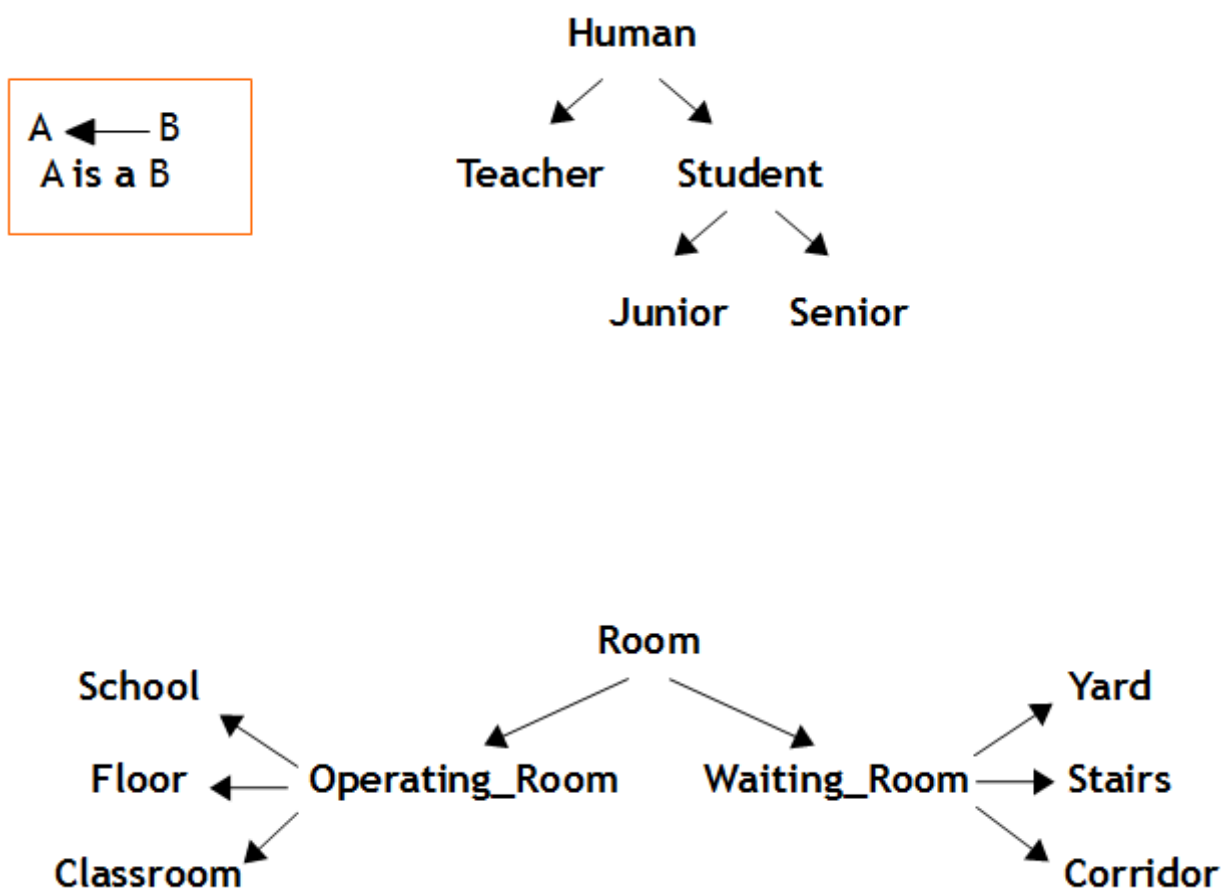 Human
A B
A is a B
Teacher Student
Junior Senior
Room
School Yard
Floor Operating_Room Waiting_Room Stairs
Classroom Corridor